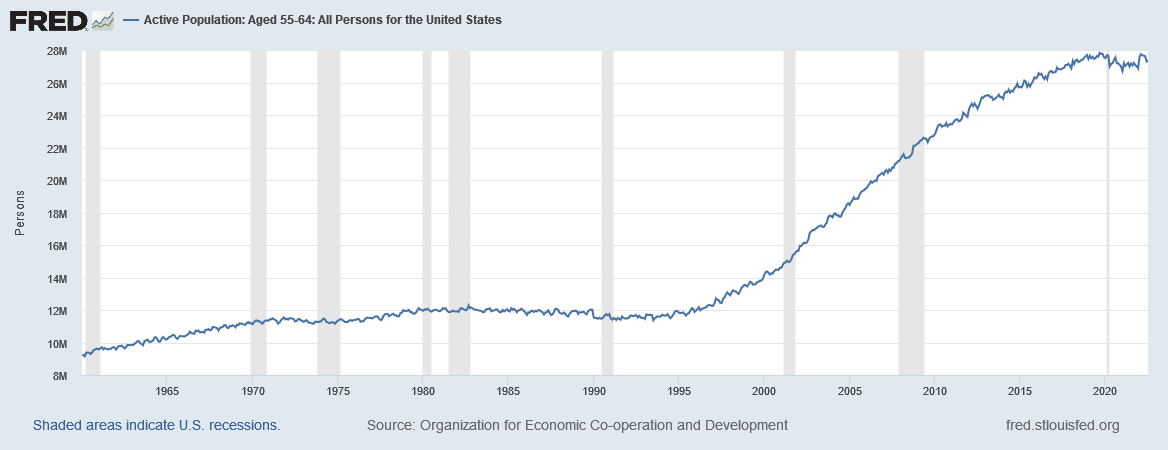 FRED Active Population: Aged 55-64: All Persons for the United States
28M
26M
24M
22M
20M
18M
16M
14M
12M
10M
8M
Persons
1965 1970 1975 1980 1985 1990 1995 2000 2005 2010 2015 2020
Shaded areas indicate U.S. recessions. Source: Organization for Economic Co-operation and Development fred.stlouisfed.org